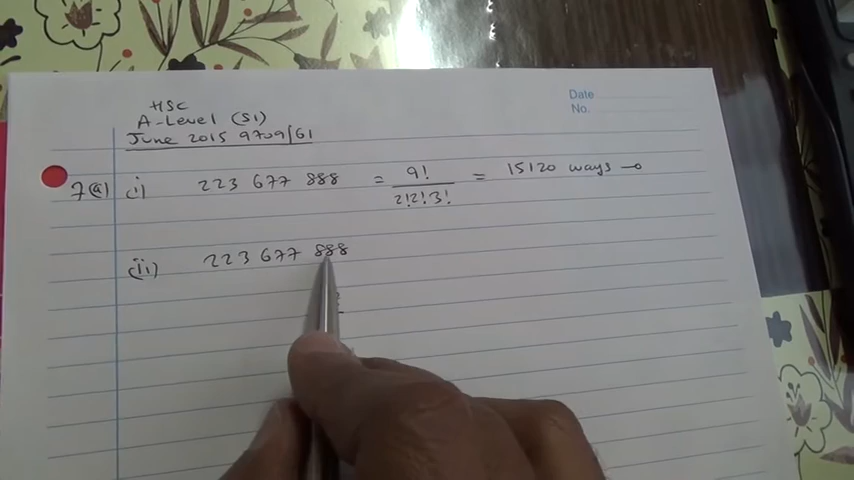 HSC
A-Level (S1)
June 2015 9709/61
Date
No.
7(a) (i) 223 677 888 = 9! / 2!2!3! = 15120 ways
(ii) 223 677 888